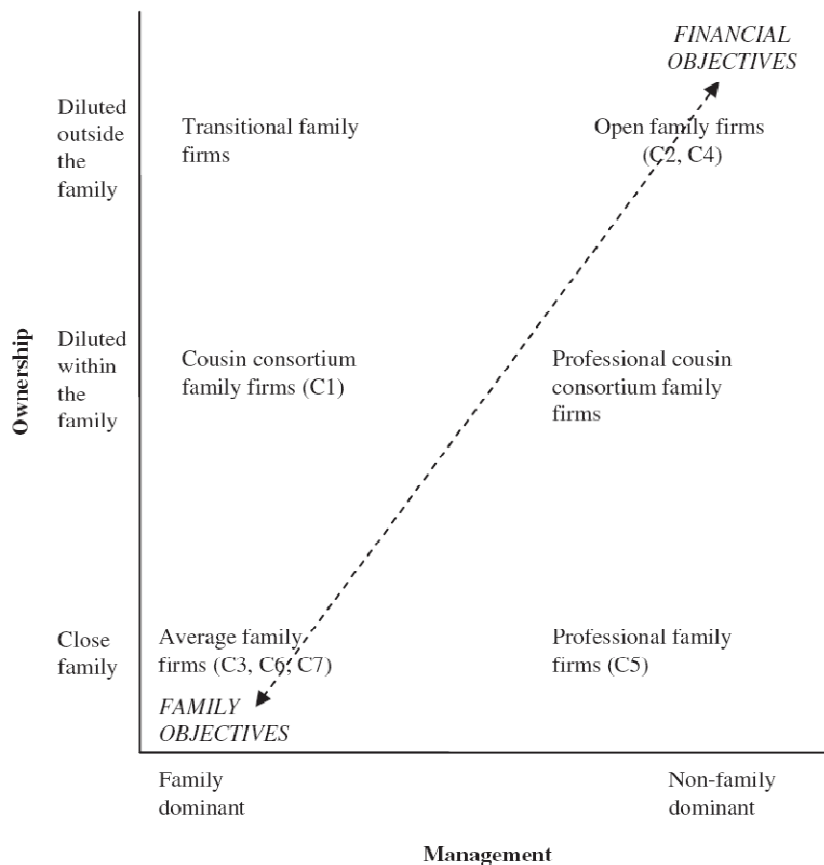 FINANCIAL
OBJECTIVES
Diluted
outside
the
family
Transitional family
firms
Open family firms
(C2, C4)
Ownership
Diluted
within
the
family
Cousin consortium
family firms (C1)
Professional cousin
consortium family
firms
Close
family
Average family
firms (C3, C6, C7)
Professional family
firms (C5)
FAMILY
OBJECTIVES
Family
dominant
Non-family
dominant
Management